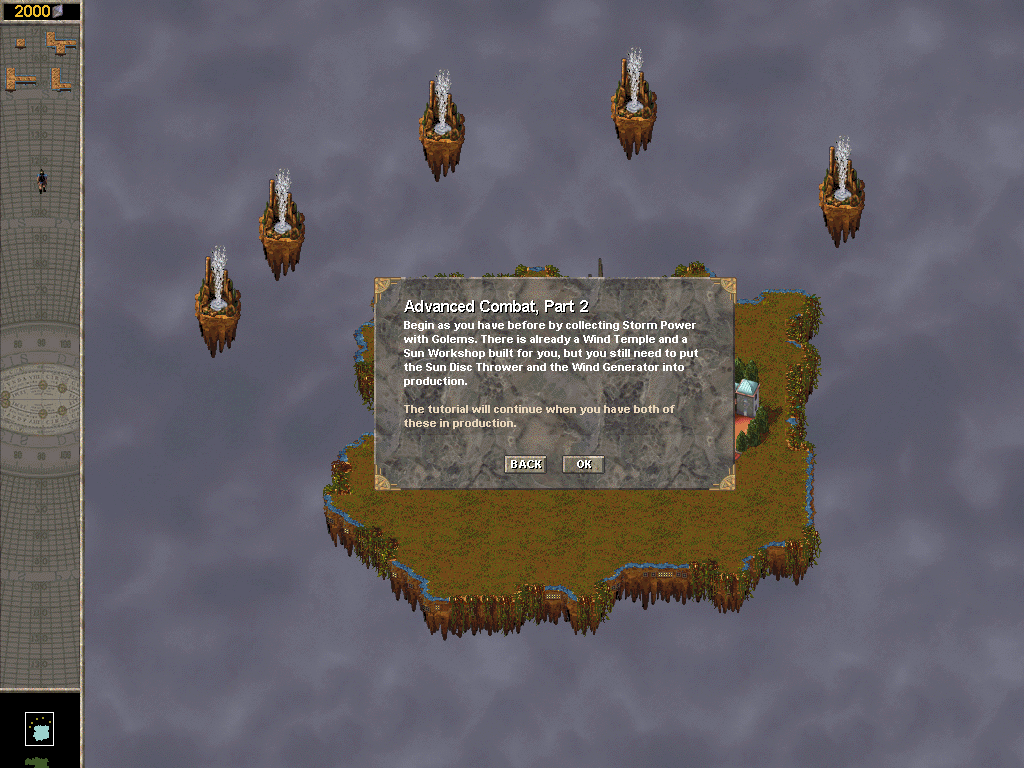 2000
Advanced Combat, Part 2
Begin as you have before by collecting Storm Power
with Golems. There is already a Wind Temple and a
Sun Workshop built for you, but you still need to put
the Sun Disc Thrower and the Wind Generator into
production.
The tutorial will continue when you have both of
these in production.
BACK OK